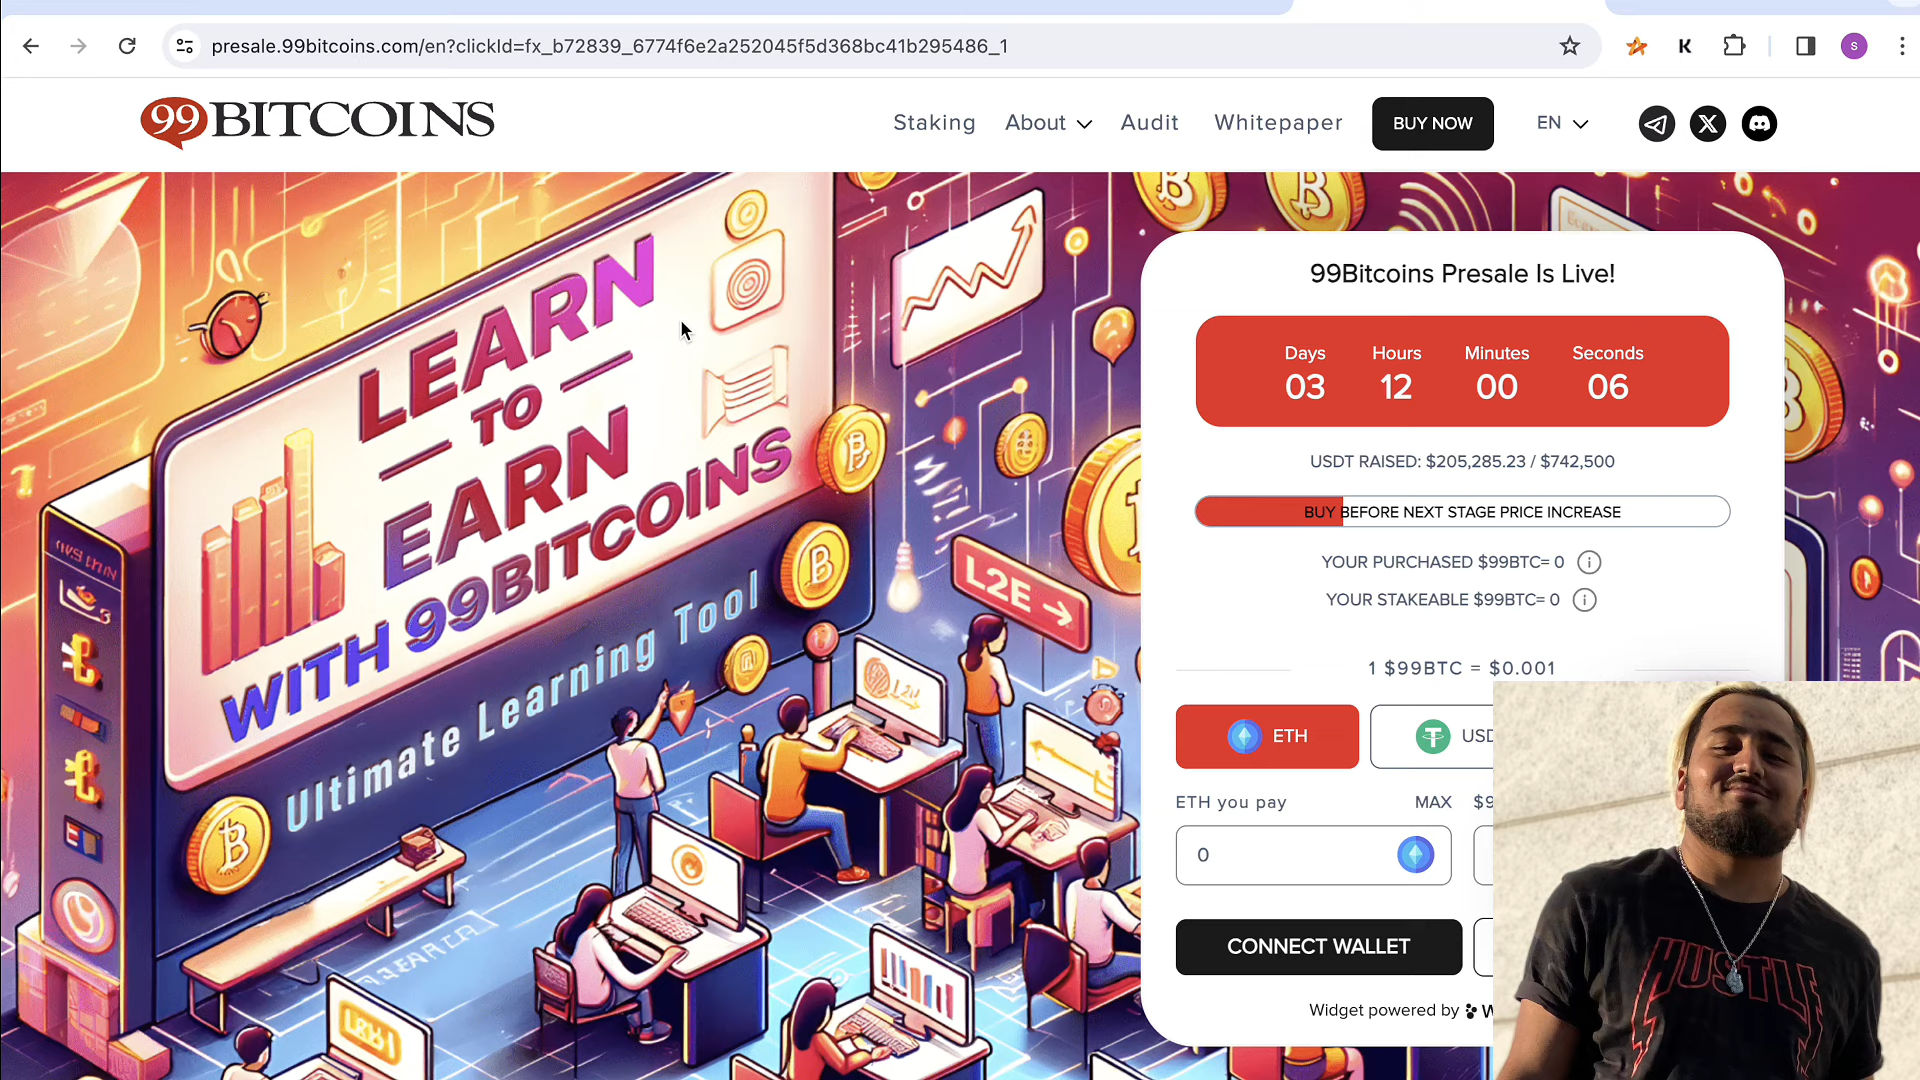 presale.99bitcoins.com/en?clickId=fx_b72839_6774f6e2a252045f5d368bc41b295486_1
K
S
99BITCOINS
Staking
About
Audit
Whitepaper
BUY NOW
EN
LEARN
TO
EARN
WITH 99BITCOINS
Ultimate Learning Tool
L2E
99Bitcoins Presale Is Live!
Days Hours Minutes Seconds
03 12 00 06
USDT RAISED: $205,285.23 / $742,500
BUY BEFORE NEXT STAGE PRICE INCREASE
YOUR PURCHASED $99BTC= 0
YOUR STAKEABLE $99BTC= 0
1 $99BTC = $0.001
ETH
USD
ETH you pay
MAX
$9
0
CONNECT WALLET
Widget powered by W
HUSTLE